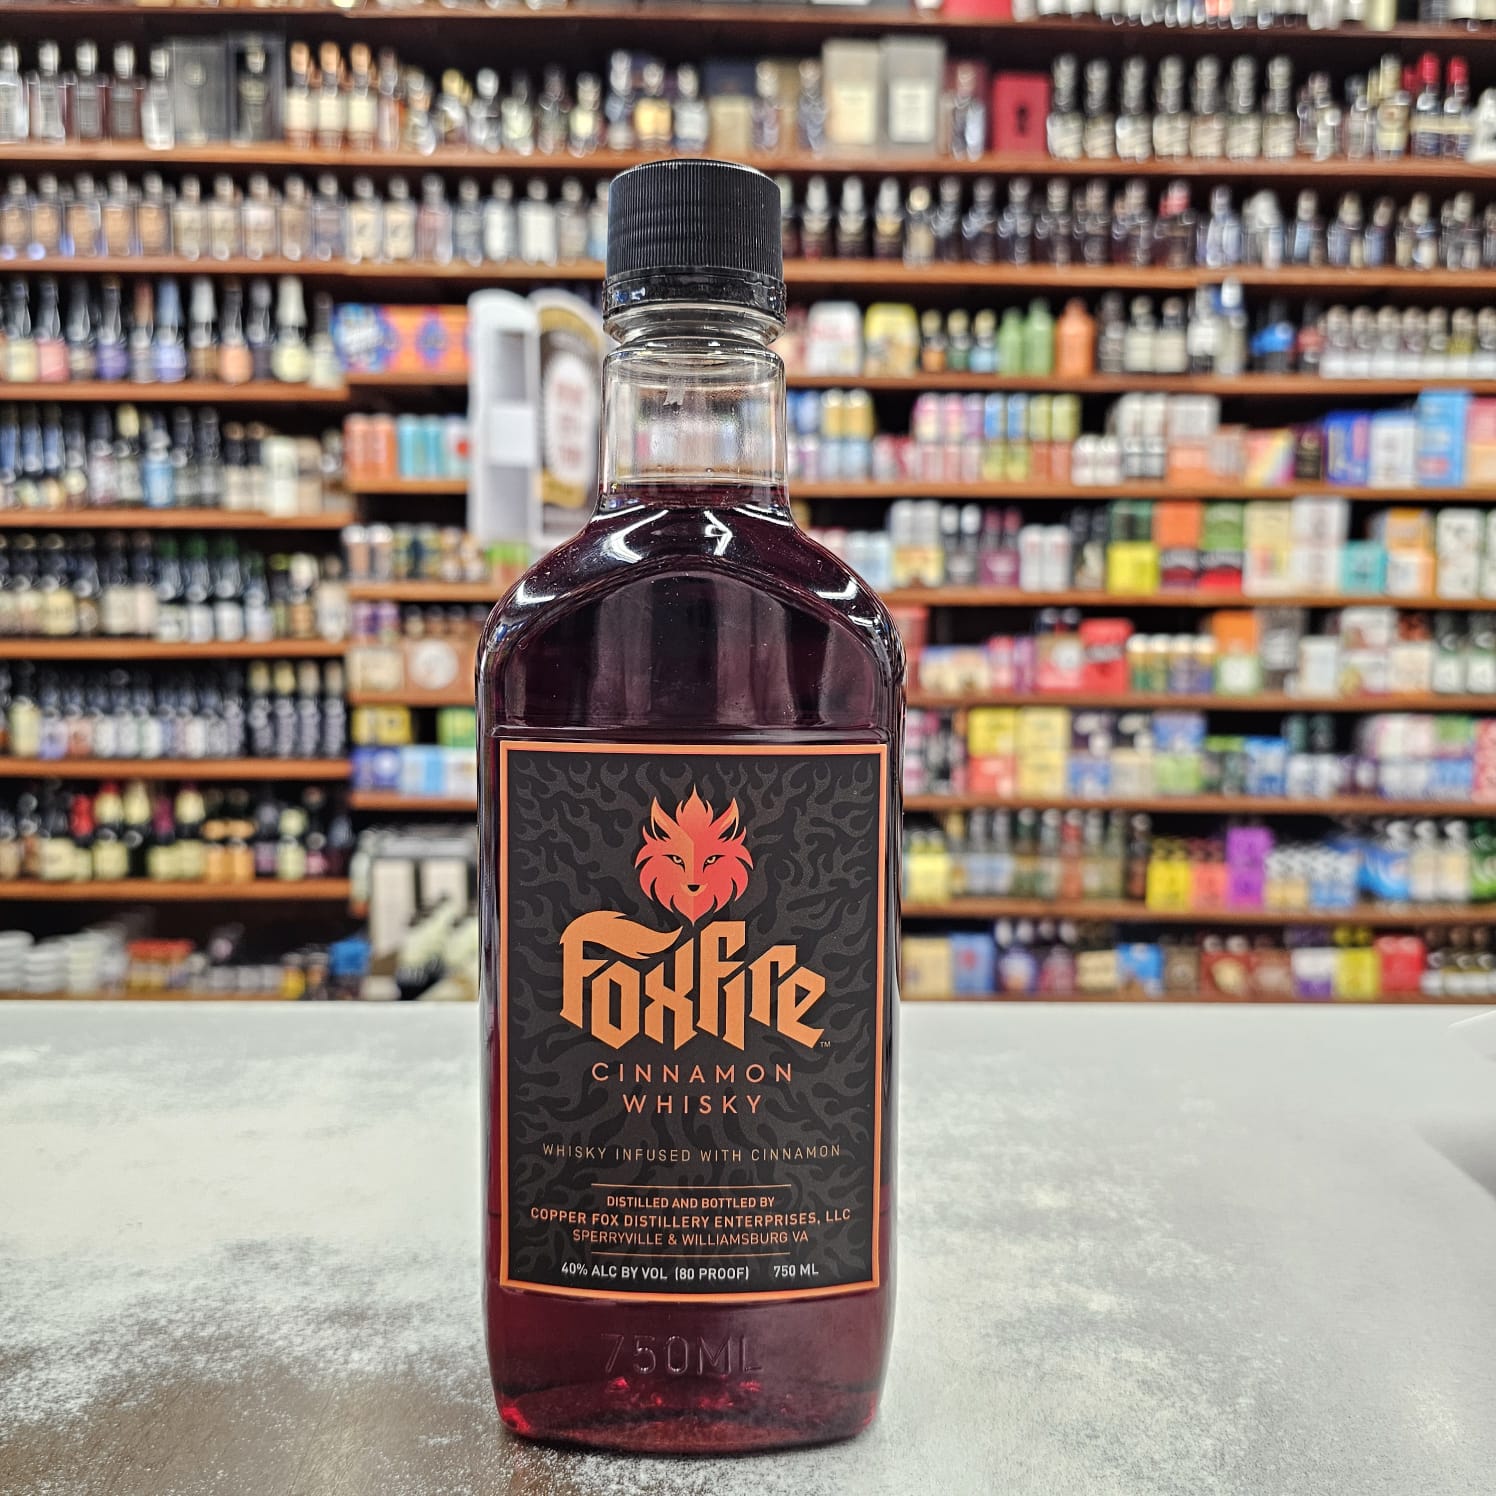 FoxFire™
CINNAMON
WHISKY
WHISKY INFUSED WITH CINNAMON
DISTILLED AND BOTTLED BY
COPPER FOX DISTILLERY ENTERPRISES, LLC
SPERRYVILLE & WILLIAMSBURG VA
40% ALC BY VOL (80 PROOF) 750 ML
750ML